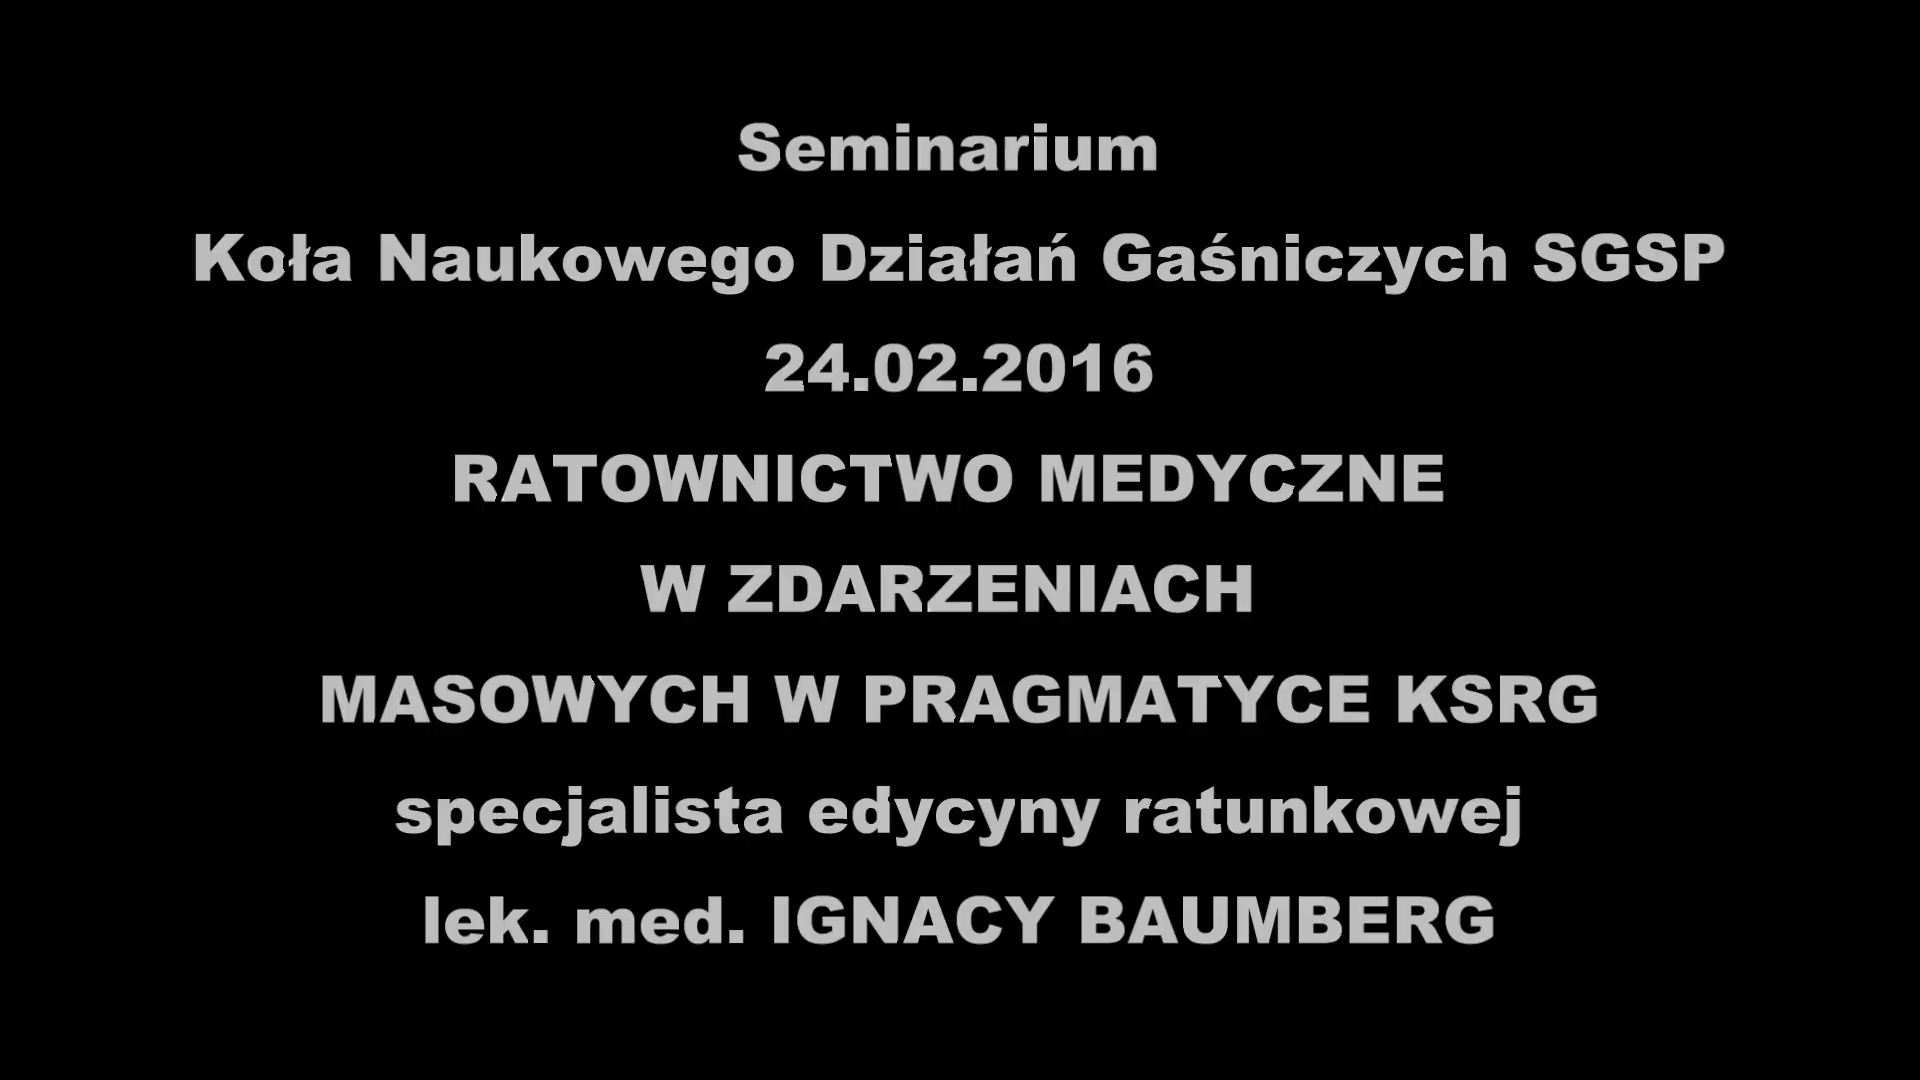 Seminarium
Koła Naukowego Działań Gaśniczych SGSP
24.02.2016
RATOWNICTWO MEDYCZNE
W ZDARZENIACH
MASOWYCH W PRAGMATYCE KSRG
specjalista edycyny ratunkowej
lek. med. IGNACY BAUMBERG